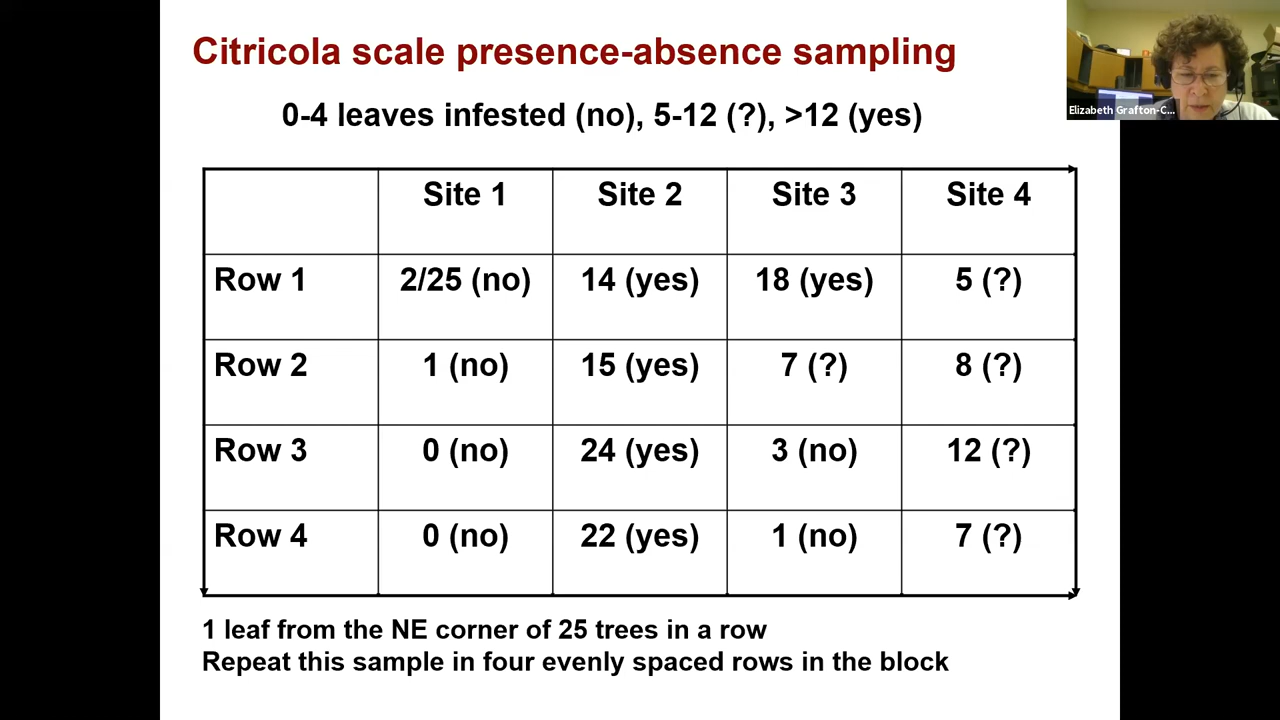 Citricola scale presence-absence sampling
Elizabeth Grafton-C...
0-4 leaves infested (no), 5-12 (?), >12 (yes)
Site 1 Site 2 Site 3 Site 4
Row 1 2/25 (no) 14 (yes) 18 (yes) 5 (?)
Row 2 1 (no) 15 (yes) 7 (?) 8 (?)
Row 3 0 (no) 24 (yes) 3 (no) 12 (?)
Row 4 0 (no) 22 (yes) 1 (no) 7 (?)
1 leaf from the NE corner of 25 trees in a row
Repeat this sample in four evenly spaced rows in the block